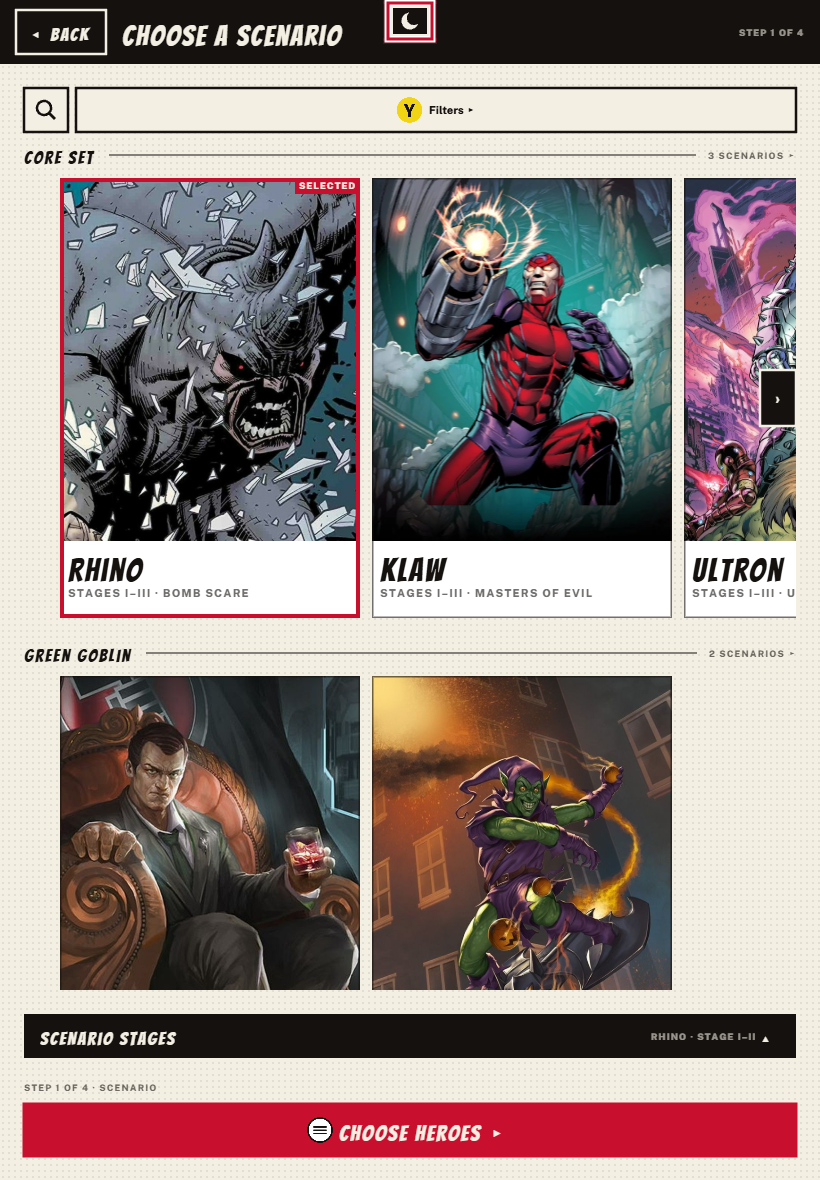 ◂ BACK
CHOOSE A SCENARIO
STEP 1 OF 4
Y Filters ▸
CORE SET
3 SCENARIOS ▸
SELECTED
RHINO
STAGES I–III · BOMB SCARE
KLAW
STAGES I–III · MASTERS OF EVIL
›
ULTRON
STAGES I–III · U
GREEN GOBLIN
2 SCENARIOS ▸
SCENARIO STAGES
RHINO · STAGE I–II ▲
STEP 1 OF 4 · SCENARIO
CHOOSE HEROES ▸